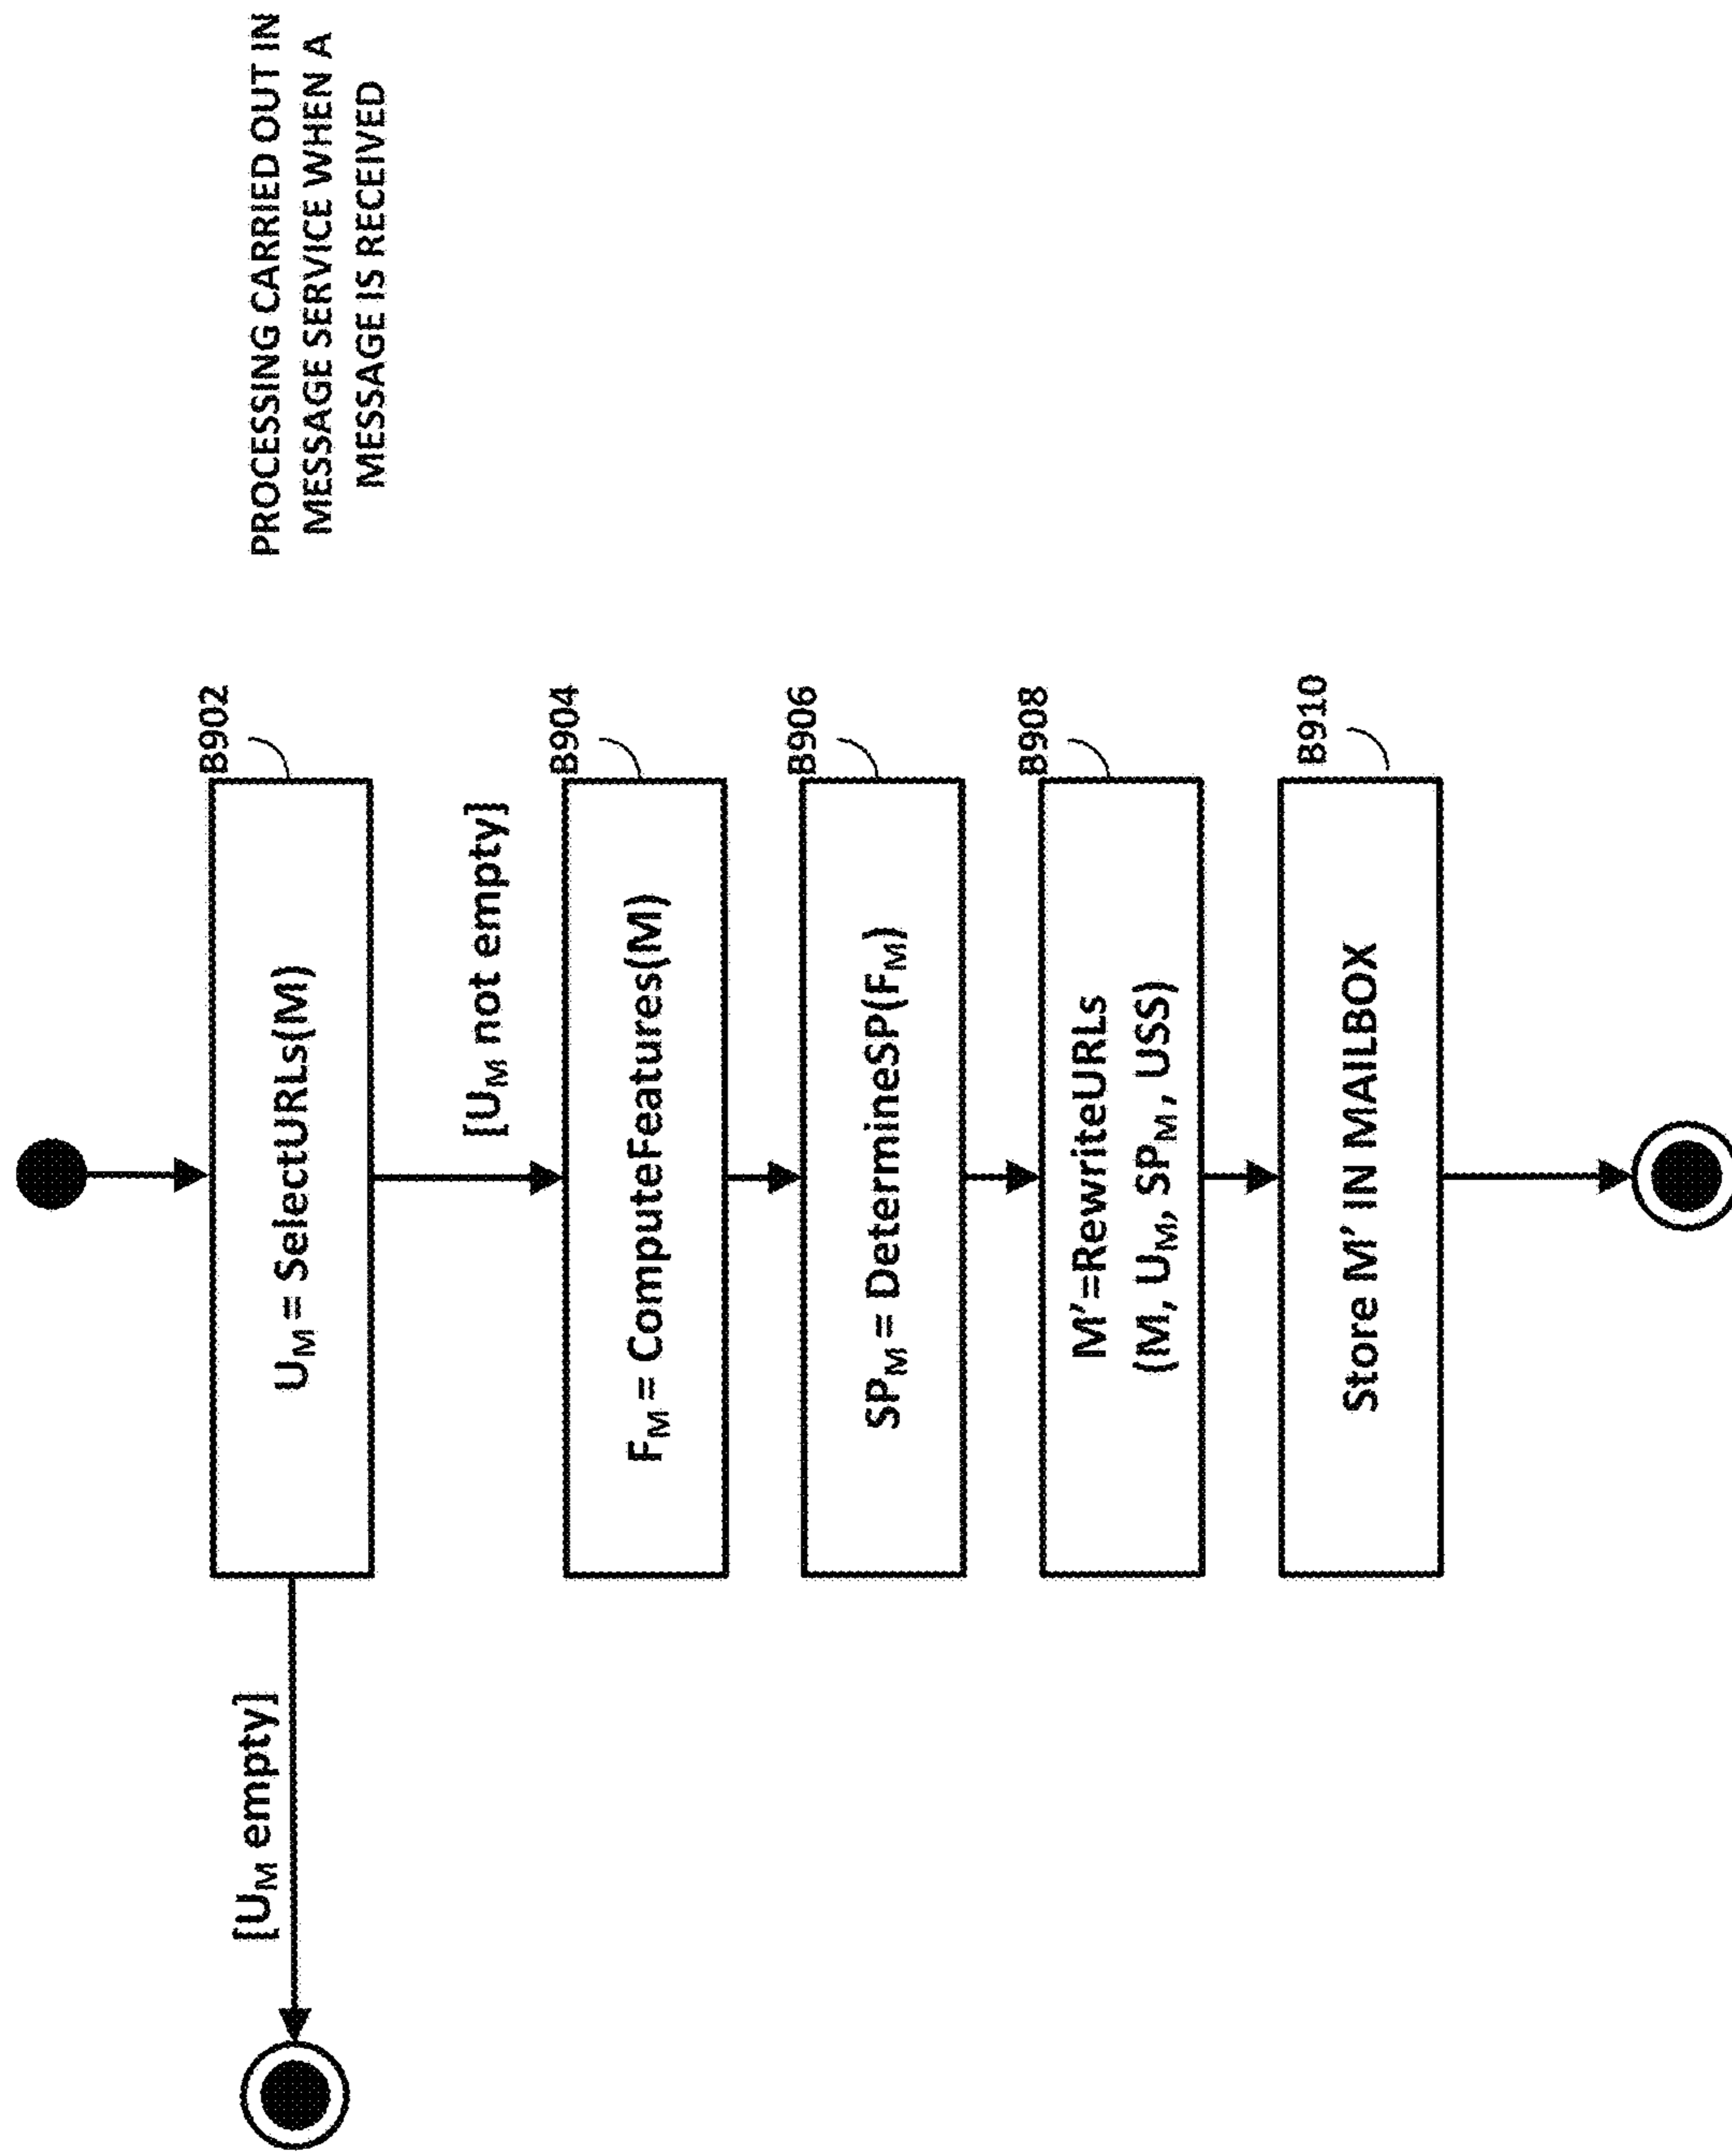 PROCESSING CARRIED OUT IN
MESSAGE SERVICE WHEN A
MESSAGE IS RECEIVED
B902
U_M = SelectURLs(M)
[U_M empty]
[U_M not empty]
B904
F_M = ComputeFeatures(M)
B906
SP_M = DetermineSP(F_M)
B908
M'=RewriteURLs
(M, U_M, SP_M, USS)
B910
Store M' IN MAILBOX